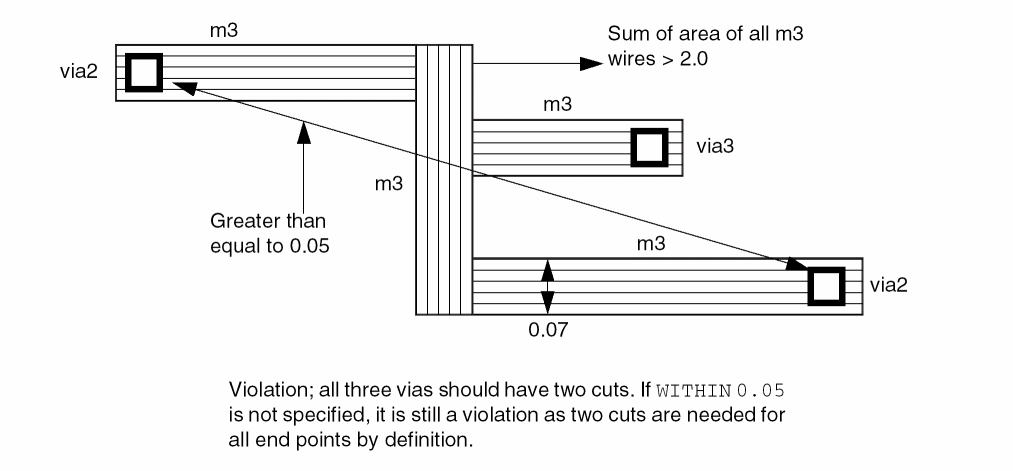 m3
Sum of area of all m3
wires > 2.0
via2
m3
via3
m3
Greater than
equal to 0.05
m3
via2
0.07
Violation; all three vias should have two cuts. If WITHIN 0.05
is not specified, it is still a violation as two cuts are needed for
all end points by definition.